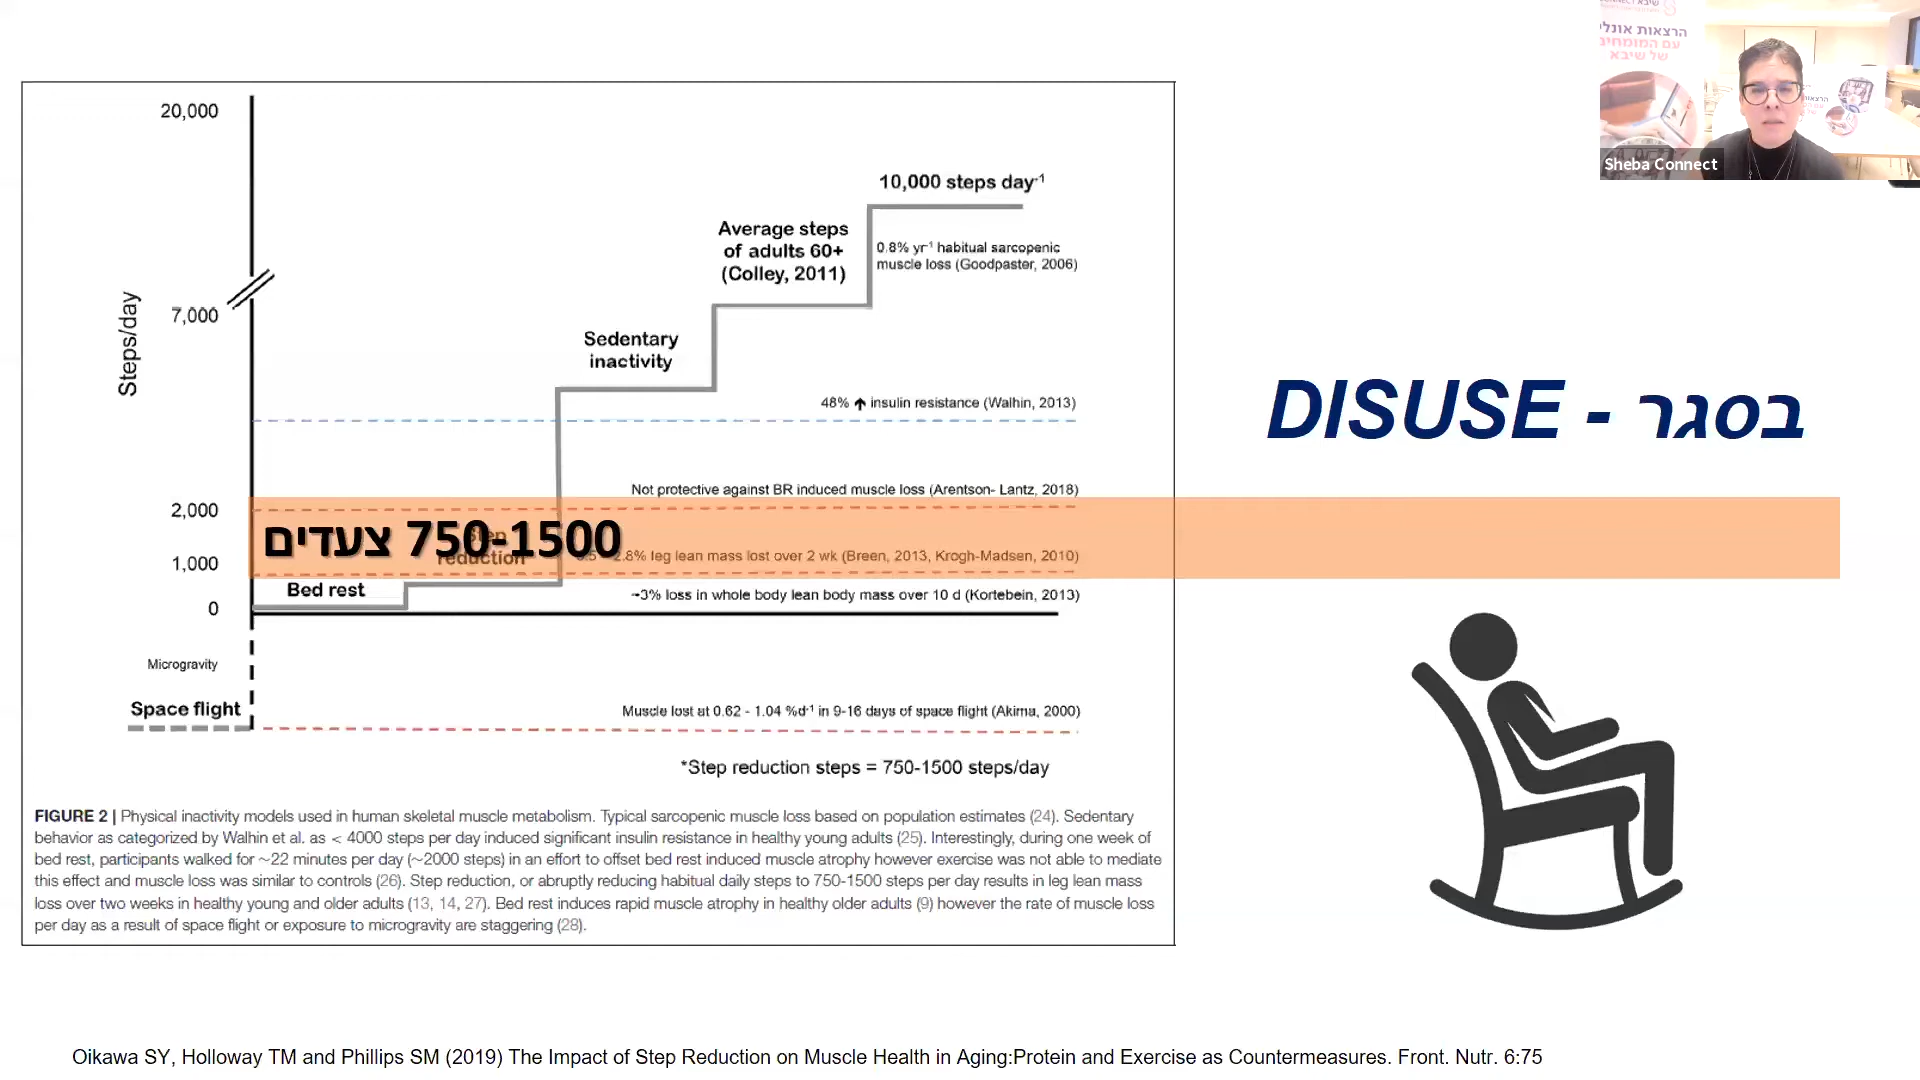 20,000
10,000 steps day-1
Average steps
of adults 60+
(Colley, 2011)
0.8% yr-1 habitual sarcopenic
muscle loss (Goodpaster, 2006)
Steps/day
7,000
Sedentary
inactivity
48% ↑ insulin resistance (Walhin, 2013)
Not protective against BR induced muscle loss (Arentson- Lantz, 2018)
2,000
750-1500 צעדים
Step
reduction
2.8% leg lean mass lost over 2 wk (Breen, 2013, Krogh-Madsen, 2010)
1,000
Bed rest
~3% loss in whole body lean body mass over 10 d (Kortebein, 2013)
0
Microgravity
Space flight
Muscle lost at 0.62 - 1.04 %d-1 in 9-16 days of space flight (Akima, 2000)
*Step reduction steps = 750-1500 steps/day
FIGURE 2 | Physical inactivity models used in human skeletal muscle metabolism. Typical sarcopenic muscle loss based on population estimates (24). Sedentary
behavior as categorized by Walhin et al. as < 4000 steps per day induced significant insulin resistance in healthy young adults (25). Interestingly, during one week of
bed rest, participants walked for ~22 minutes per day (~2000 steps) in an effort to offset bed rest induced muscle atrophy however exercise was not able to mediate
this effect and muscle loss was similar to controls (26). Step reduction, or abruptly reducing habitual daily steps to 750-1500 steps per day results in leg lean mass
loss over two weeks in healthy young and older adults (13, 14, 27). Bed rest induces rapid muscle atrophy in healthy older adults (9) however the rate of muscle loss
per day as a result of space flight or exposure to microgravity are staggering (28).
בסגר - DISUSE
הרצאות אונלי
עם המומחים
של שיבא
Sheba Connect
Oikawa SY, Holloway TM and Phillips SM (2019) The Impact of Step Reduction on Muscle Health in Aging:Protein and Exercise as Countermeasures. Front. Nutr. 6:75